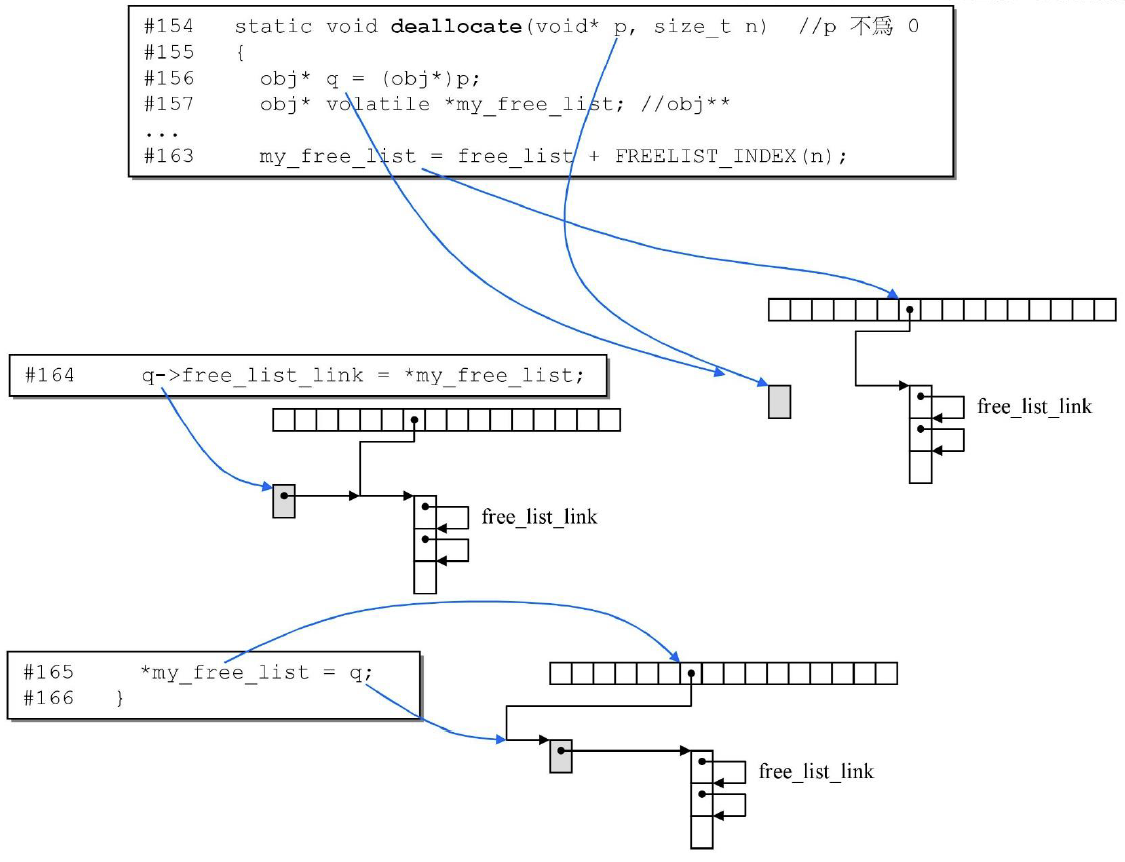 #154 static void deallocate(void* p, size_t n) //p 不為 0
#155 {
#156 obj* q = (obj*)p;
#157 obj* volatile *my_free_list; //obj**
...
#163 my_free_list = free_list + FREELIST_INDEX(n);
#164 q->free_list_link = *my_free_list;
free_list_link
free_list_link
#165 *my_free_list = q;
#166 }
free_list_link